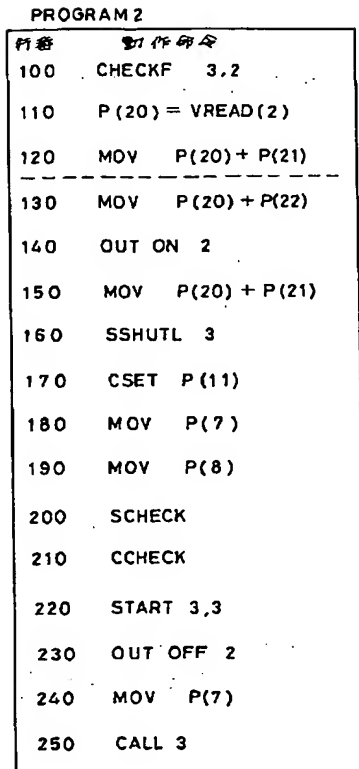 PROGRAM 2
行番 動作命令
100 CHECKF 3,2
110 P(20) = VREAD(2)
120 MOV P(20) + P(21)
130 MOV P(20) + P(22)
140 OUT ON 2
150 MOV P(20) + P(21)
160 SSHUTL 3
170 CSET P(11)
180 MOV P(7)
190 MOV P(8)
200 SCHECK
210 CCHECK
220 START 3,3
230 OUT OFF 2
240 MOV P(7)
250 CALL 3